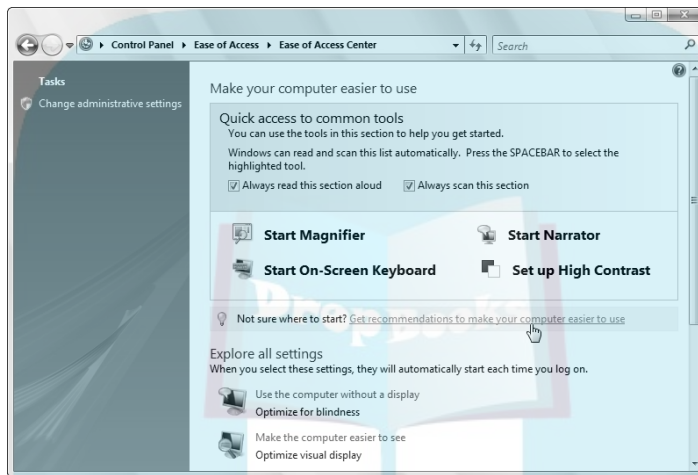 Control Panel Ease of Access Ease of Access Center Search
Tasks
Change administrative settings
Make your computer easier to use
Quick access to common tools
You can use the tools in this section to help you get started.
Windows can read and scan this list automatically. Press the SPACEBAR to select the
highlighted tool.
Always read this section aloud Always scan this section
Start Magnifier Start Narrator
Start On-Screen Keyboard Set up High Contrast
Not sure where to start? Get recommendations to make your computer easier to use
DropBooks
Explore all settings
When you select these settings, they will automatically start each time you log on.
Use the computer without a display
Optimize for blindness
Make the computer easier to see
Optimize visual display